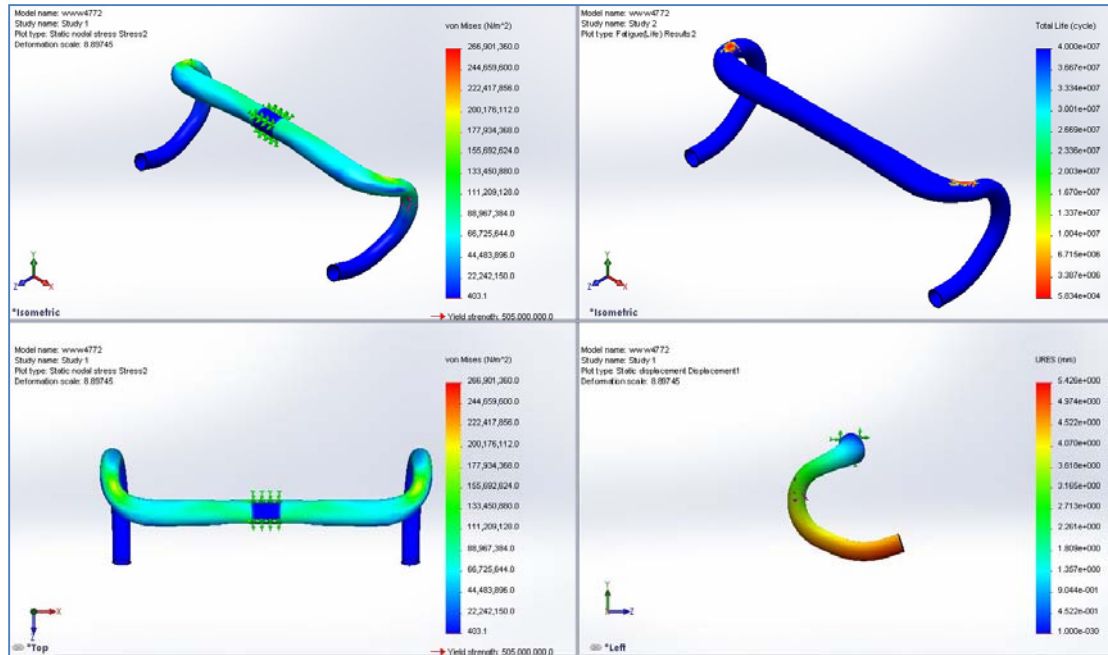 Model name: www4772
Study name: Study 1
Plot type: Static nodal stress Stress2
Deformation scale: 8.89745
von Mises (N/m^2)
266,901,360.0
244,659,600.0
222,417,856.0
200,176,112.0
177,934,368.0
155,692,624.0
133,450,880.0
111,209,120.0
88,967,384.0
66,725,644.0
44,483,896.0
22,242,150.0
403.1
Yield strength: 505,000,000.0
Y
Z
X
*Isometric
Model name: www4772
Study name: Study 2
Plot type: Fatigue(Life) Results2
Total Life (cycle)
4.000e+007
3.667e+007
3.334e+007
3.001e+007
2.669e+007
2.336e+007
2.003e+007
1.670e+007
1.337e+007
1.004e+007
6.715e+006
3.387e+006
5.834e+004
Y
Z
X
*Isometric
Model name: www4772
Study name: Study 1
Plot type: Static nodal stress Stress2
Deformation scale: 8.89745
von Mises (N/m^2)
266,901,360.0
244,659,600.0
222,417,856.0
200,176,112.0
177,934,368.0
155,692,624.0
133,450,880.0
111,209,120.0
88,967,384.0
66,725,644.0
44,483,896.0
22,242,150.0
403.1
Yield strength: 505,000,000.0
X
Z
*Top
Model name: www4772
Study name: Study 1
Plot type: Static displacement Displacement1
Deformation scale: 8.89745
URES (mm)
5.426e+000
4.974e+000
4.522e+000
4.070e+000
3.618e+000
3.165e+000
2.713e+000
2.261e+000
1.809e+000
1.357e+000
9.044e-001
4.522e-001
1.000e-030
Y
Z
*Left